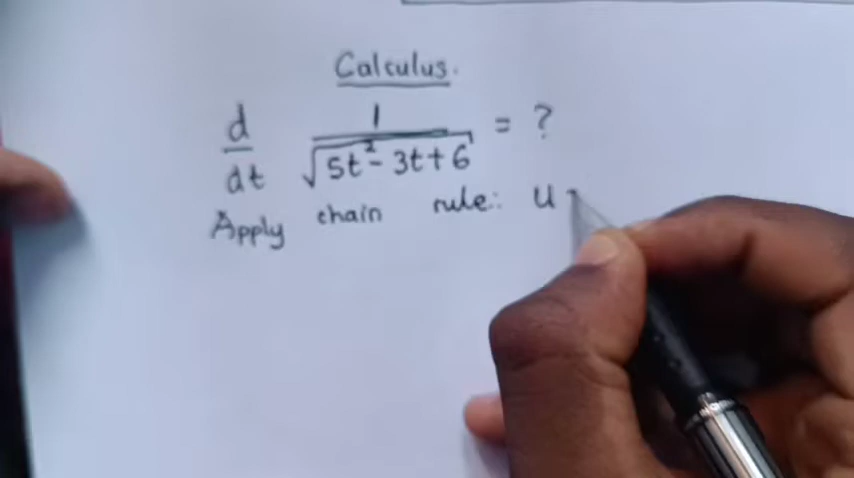 Calculus.
d/dt 1/√(5t² - 3t + 6) = ?
Apply chain rule: u -